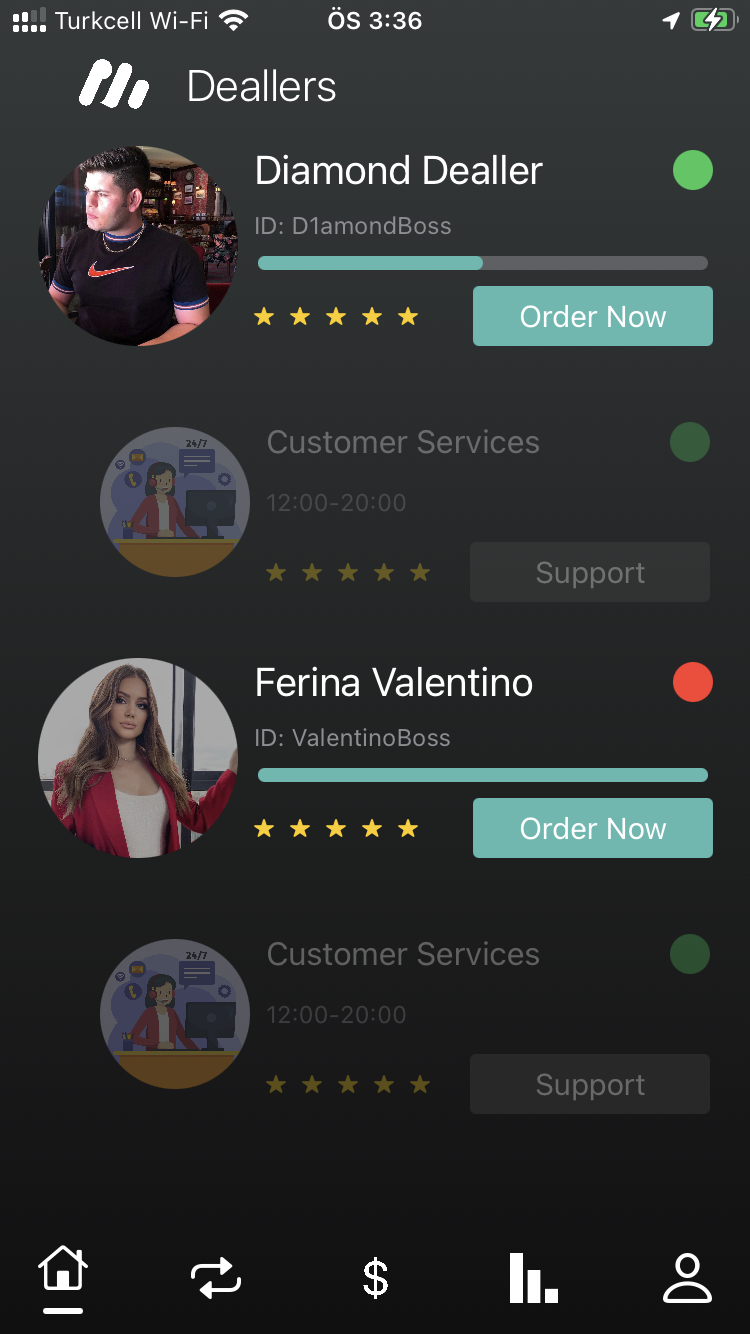 Turkcell Wi-Fi ÖS 3:36
Deallers
Diamond Dealler
ID: D1amondBoss
Order Now
24/7
Customer Services
12:00-20:00
Support
Ferina Valentino
ID: ValentinoBoss
Order Now
24/7
Customer Services
12:00-20:00
Support
$